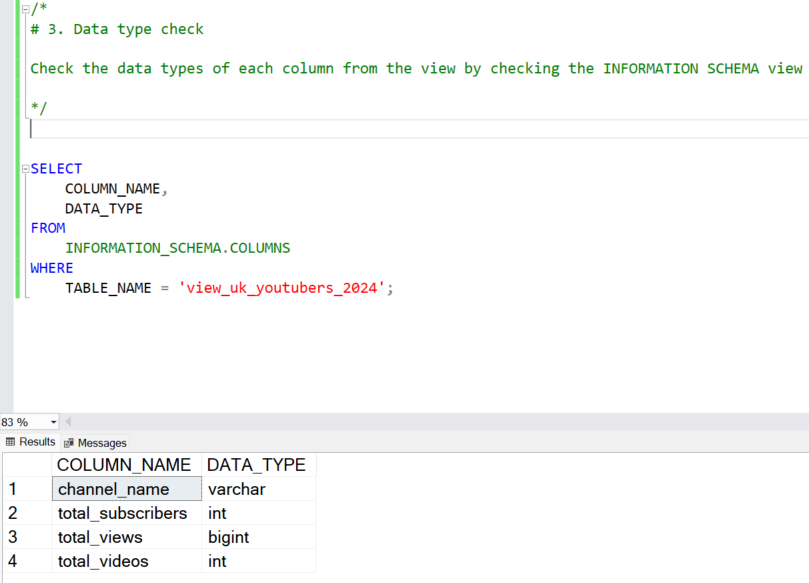 /*
# 3. Data type check
Check the data types of each column from the view by checking the INFORMATION SCHEMA view
*/
SELECT
COLUMN_NAME,
DATA_TYPE
FROM
INFORMATION_SCHEMA.COLUMNS
WHERE
TABLE_NAME = 'view_uk_youtubers_2024';
83 %
Results Messages
COLUMN_NAME DATA_TYPE
1 channel_name varchar
2 total_subscribers int
3 total_views bigint
4 total_videos int